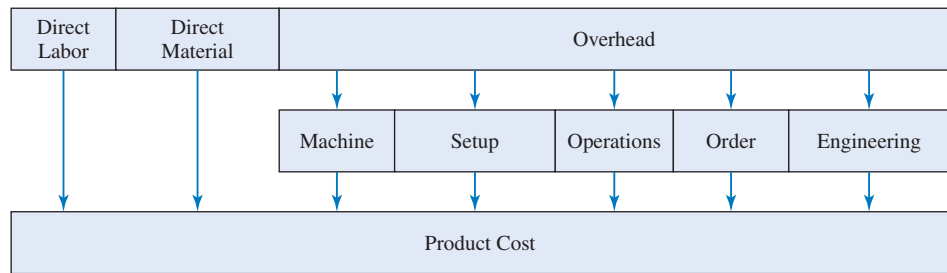 Direct
Labor
Direct
Material
Overhead
Machine
Setup
Operations
Order
Engineering
Product Cost